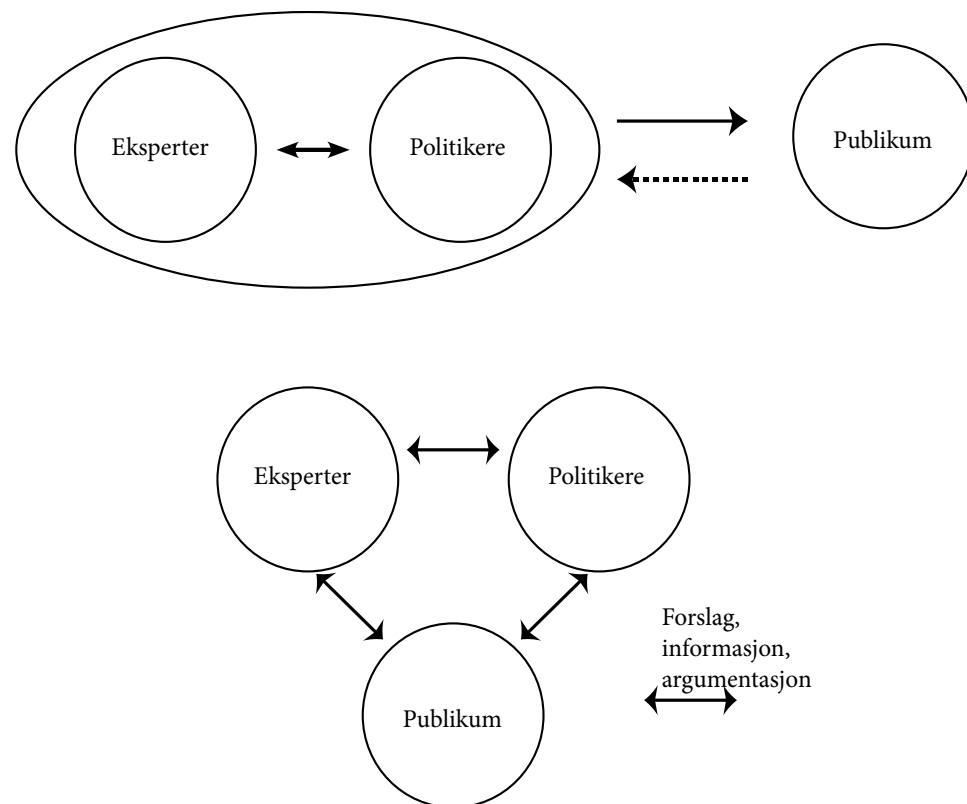 Eksperter
Politikere
Publikum
Eksperter
Politikere
Publikum
Forslag,
informasjon,
argumentasjon